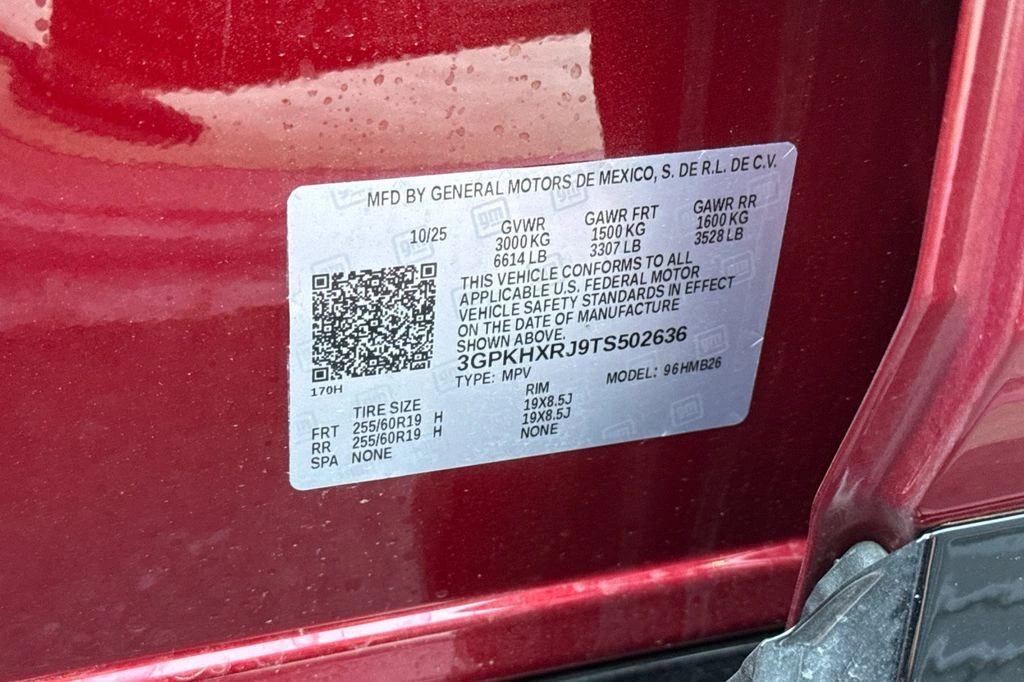 MFD BY GENERAL MOTORS DE MEXICO, S. DE R.L. DE C.V.
10/25 GVWR GAWR FRT GAWR RR
3000 KG 1500 KG 1600 KG
6614 LB 3307 LB 3528 LB
THIS VEHICLE CONFORMS TO ALL
APPLICABLE U.S. FEDERAL MOTOR
VEHICLE SAFETY STANDARDS IN EFFECT
ON THE DATE OF MANUFACTURE
SHOWN ABOVE.
3GPKHXRJ9TS502636
170H TYPE: MPV MODEL: 96HMB26
TIRE SIZE RIM
FRT 255/60R19 H 19X8.5J
RR 255/60R19 H 19X8.5J
SPA NONE NONE